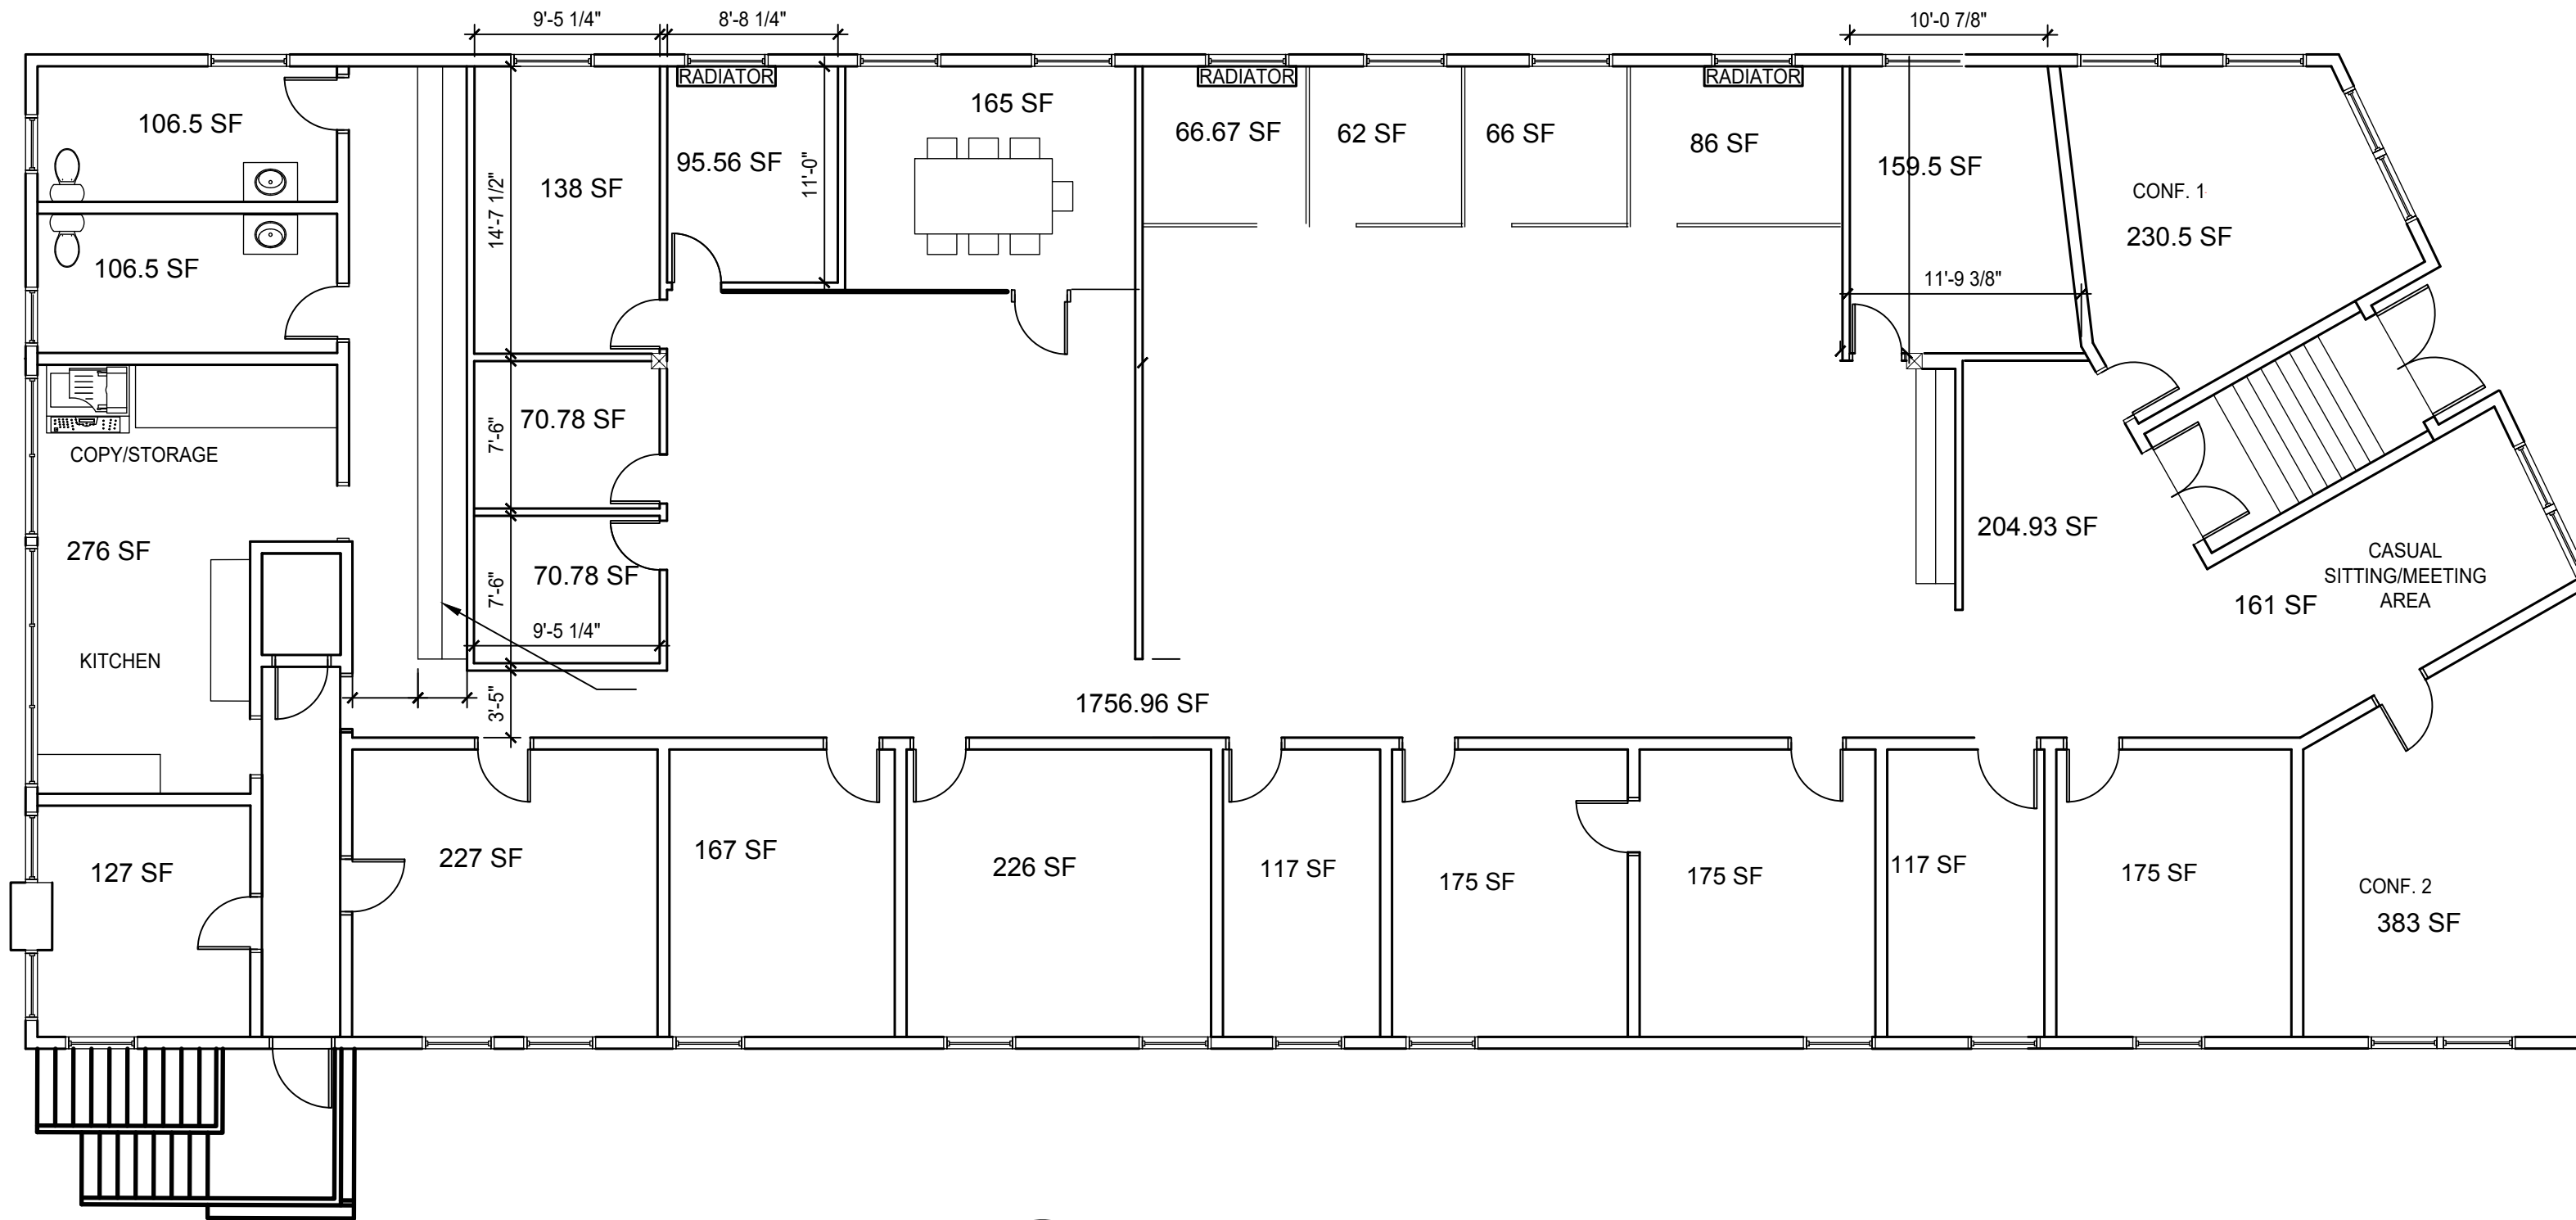 9'-5 1/4"
8'-8 1/4"
10'-0 7/8"
RADIATOR
RADIATOR
RADIATOR
106.5 SF
165 SF
66.67 SF
62 SF
66 SF
86 SF
95.56 SF
11'-0"
159.5 SF
138 SF
14'-7 1/2"
CONF. 1
230.5 SF
106.5 SF
11'-9 3/8"
70.78 SF
7'-6"
COPY/STORAGE
204.93 SF
276 SF
CASUAL
SITTING/MEETING
AREA
161 SF
70.78 SF
7'-6"
9'-5 1/4"
KITCHEN
3'-5"
1756.96 SF
127 SF
227 SF
167 SF
226 SF
117 SF
175 SF
175 SF
117 SF
175 SF
CONF. 2
383 SF